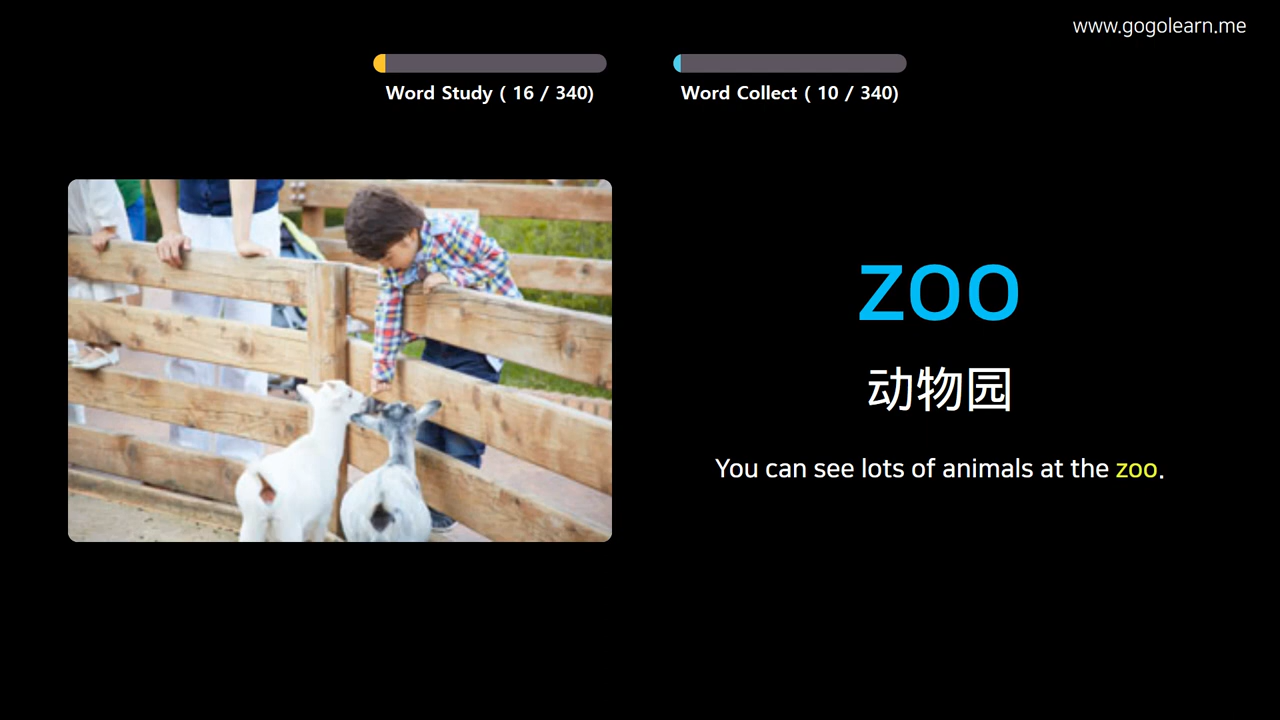 www.gogolearn.me
Word Study ( 16 / 340)
Word Collect ( 10 / 340)
zoo
动物园
You can see lots of animals at the zoo.